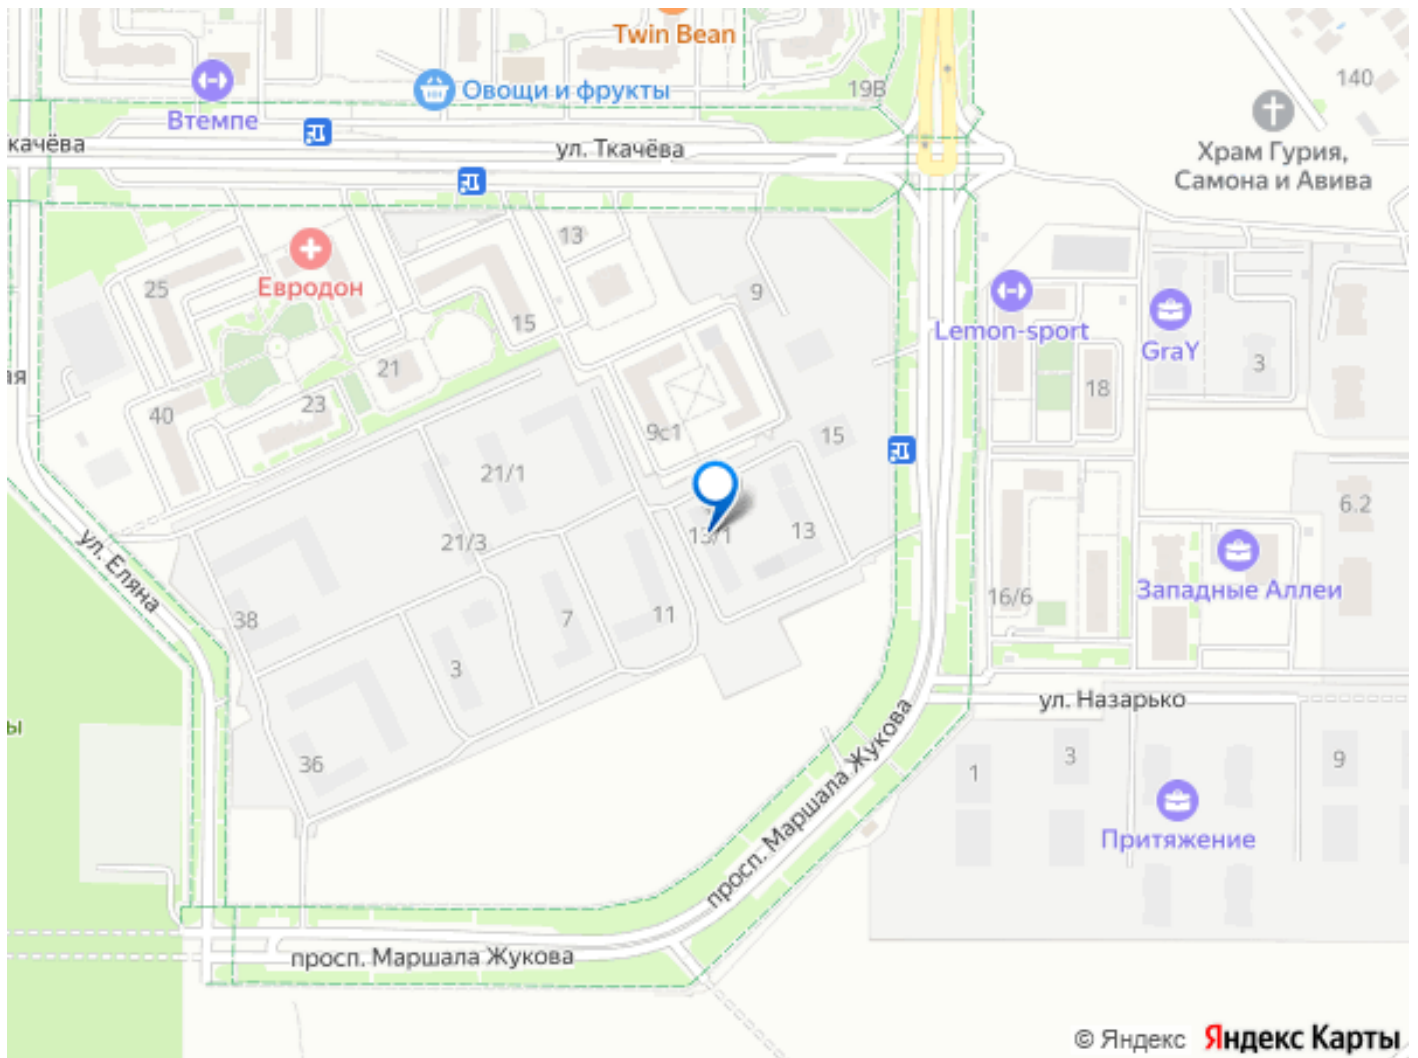 Twin Bean
Втемпе
Овощи и фрукты
19В
140
качёва
ул. Ткачёва
Храм Гурия,
Самона и Авива
13
25
Евродон
9
15
Lemon-sport
GraY
3
ая
21
18
40
23
9с1
15
21/1
6.2
21/3
13/1
13
ул. Еляна
Западные Аллеи
16/6
38
7
11
3
ул. Назарько
ы
36
просп. Маршала Жукова
1
3
9
Притяжение
просп. Маршала Жукова
© Яндекс Яндекс Карты